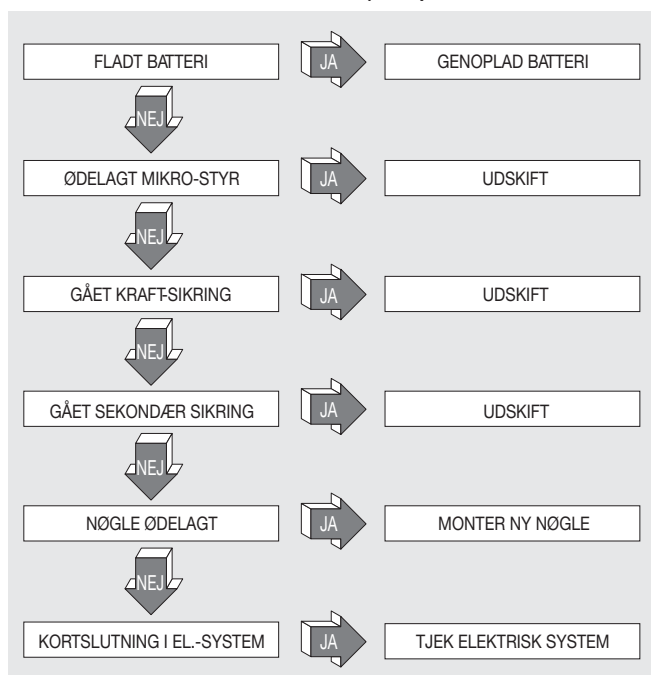 FLADT BATTERI
JA
GENOPLAD BATTERI
NEJ
ØDELAGT MIKRO-STYR
JA
UDSKIFT
NEJ
GÅET KRAFT-SIKRING
JA
UDSKIFT
NEJ
GÅET SEKONDÆR SIKRING
JA
UDSKIFT
NEJ
NØGLE ØDELAGT
JA
MONTER NY NØGLE
NEJ
KORTSLUTNING I EL.-SYSTEM
JA
TJEK ELEKTRISK SYSTEM